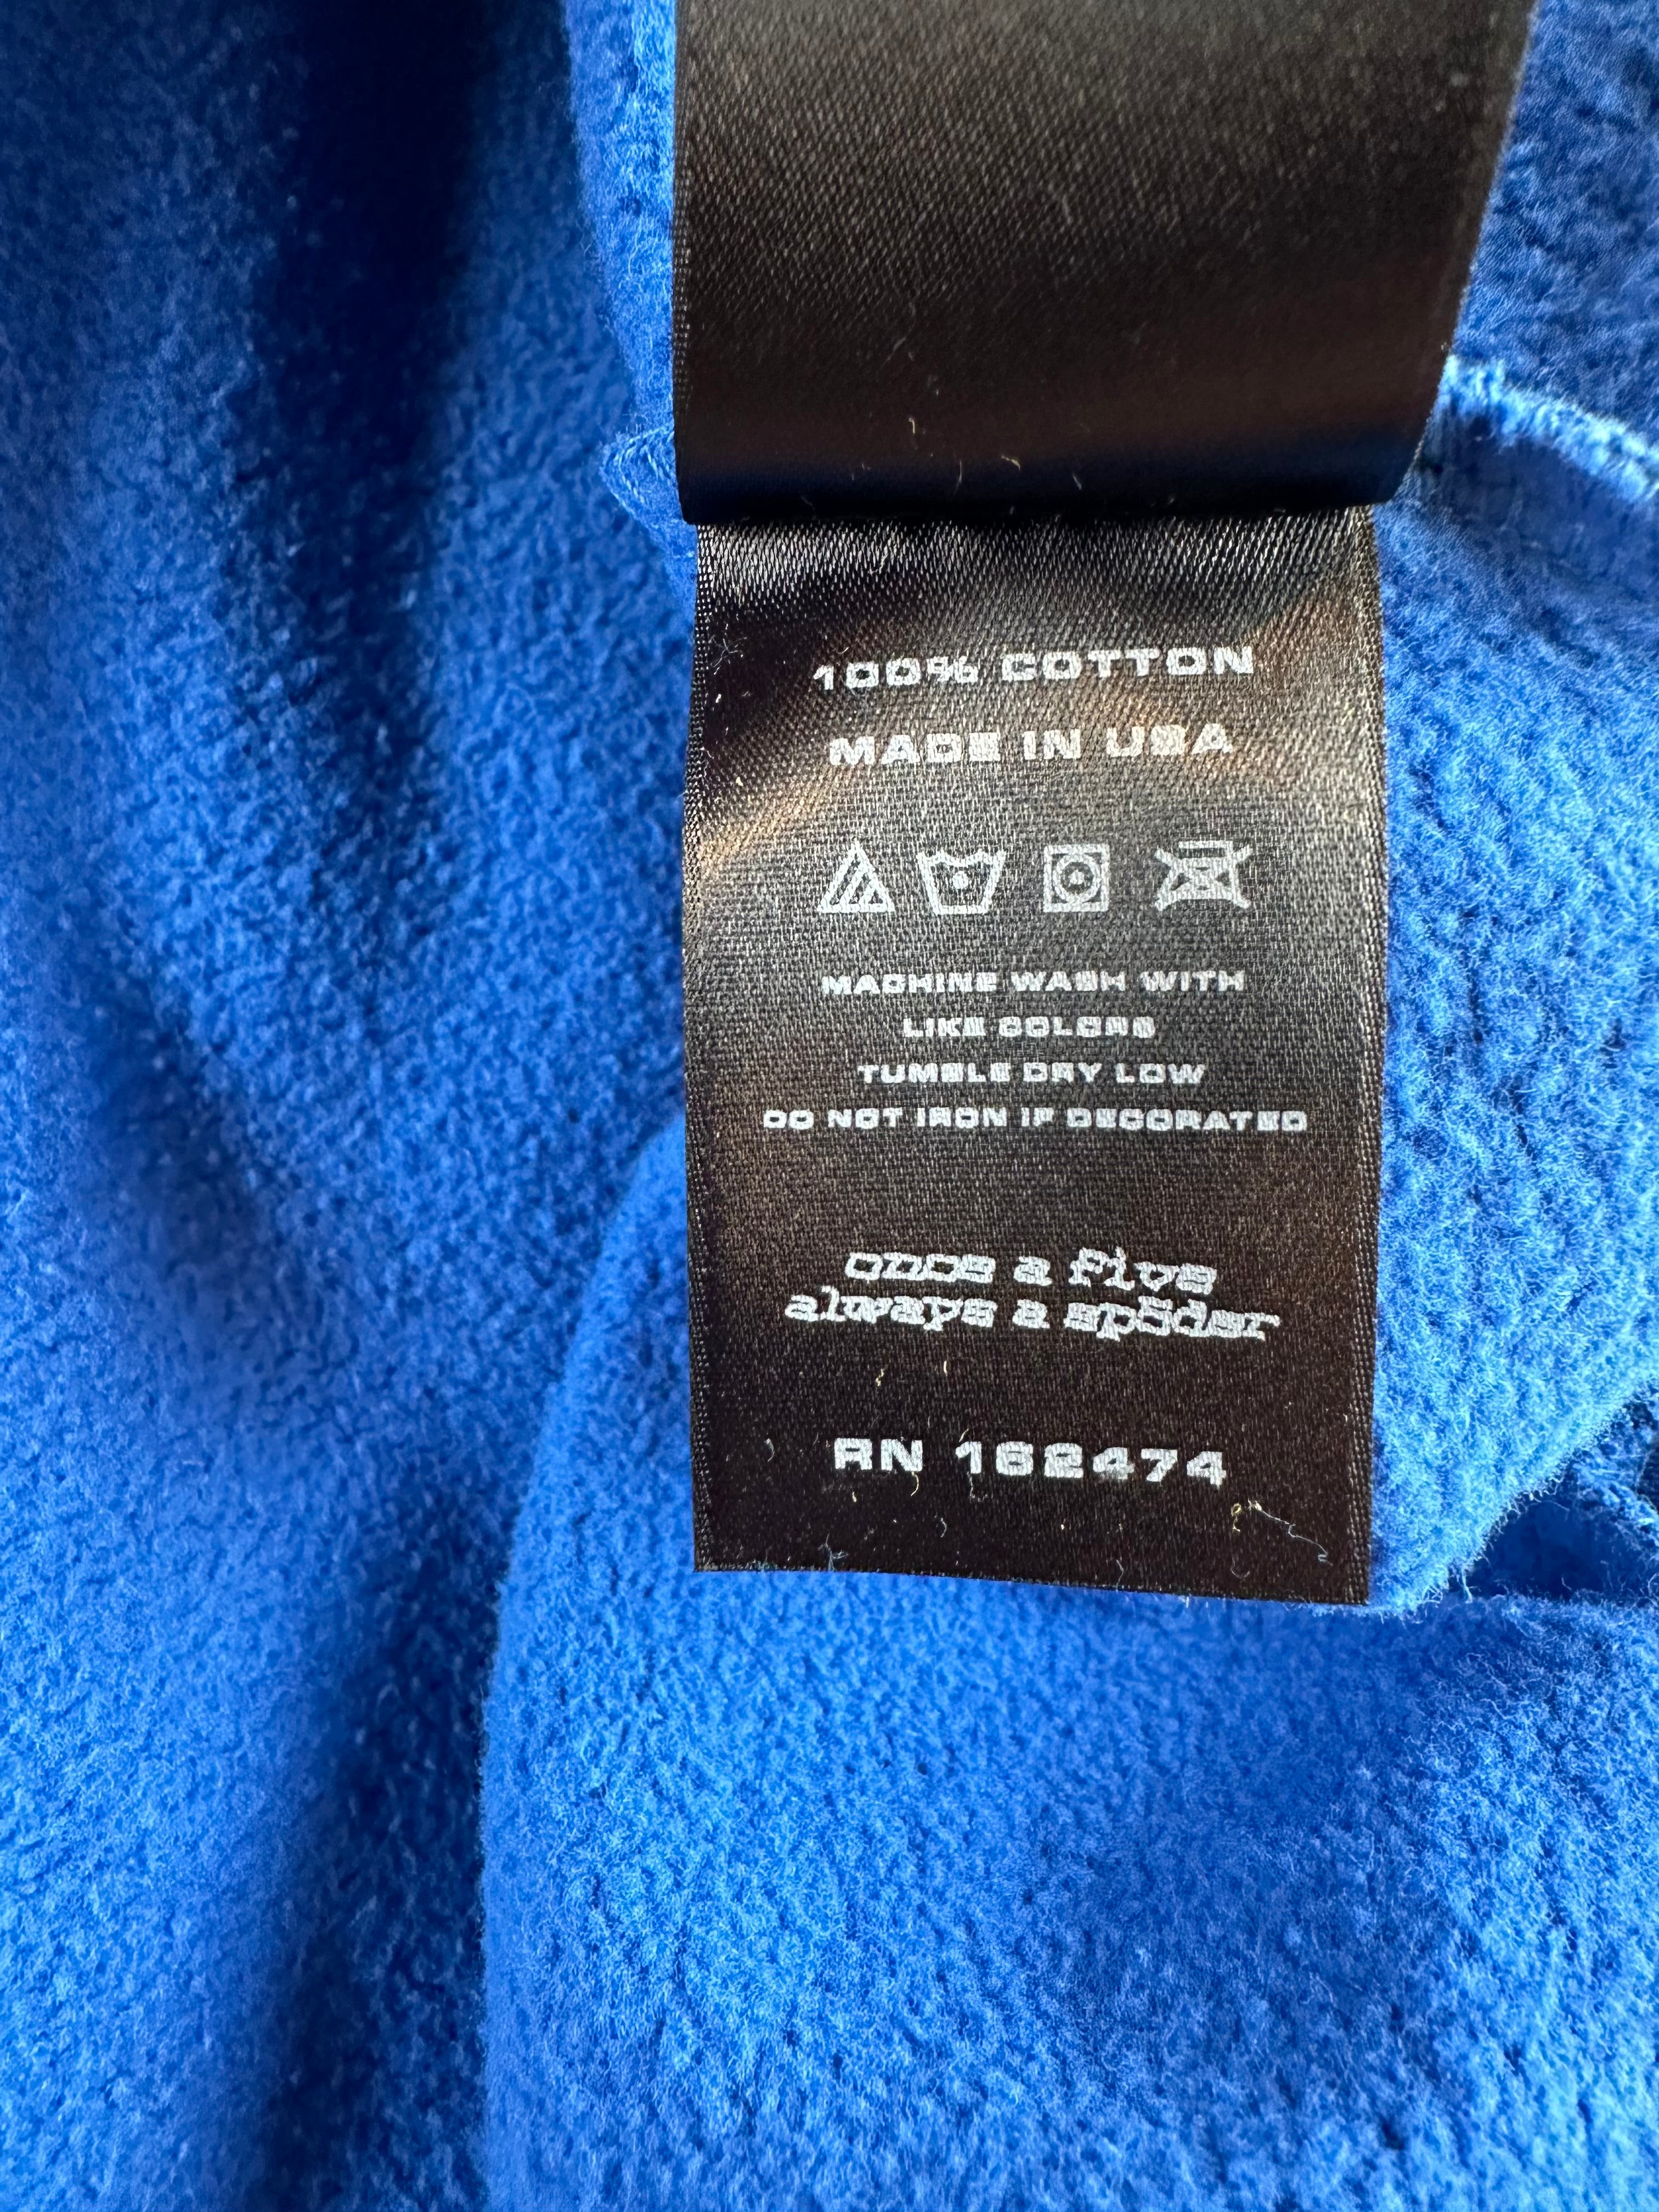 100% COTTON
MADE IN USA
MACHINE WASH WITH
LIKE COLORS
TUMBLE DRY LOW
DO NOT IRON IF DECORATED
once a five
always a sp5der
RN 162474